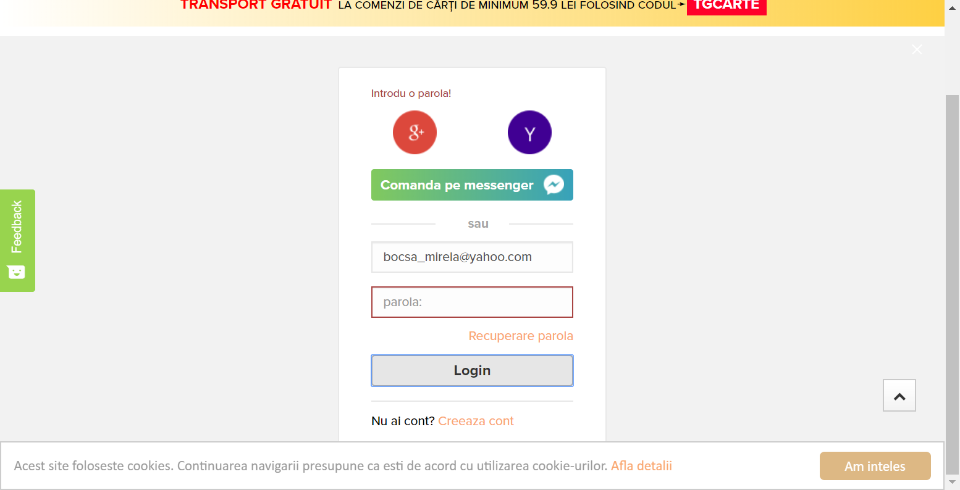 TRANSPORT GRATUIT LA COMENZI DE CĂRȚI DE MINIMUM 59.9 LEI FOLOSIND CODUL TGCARTE
Introdu o parola!
g+ Y
Comanda pe messenger
sau
Feedback
bocsa_mirela@yahoo.com
parola:
Recuperare parola
Login
Nu ai cont? Creeaza cont
Acest site foloseste cookies. Continuarea navigarii presupune ca esti de acord cu utilizarea cookie-urilor. Afla detalii
Am inteles